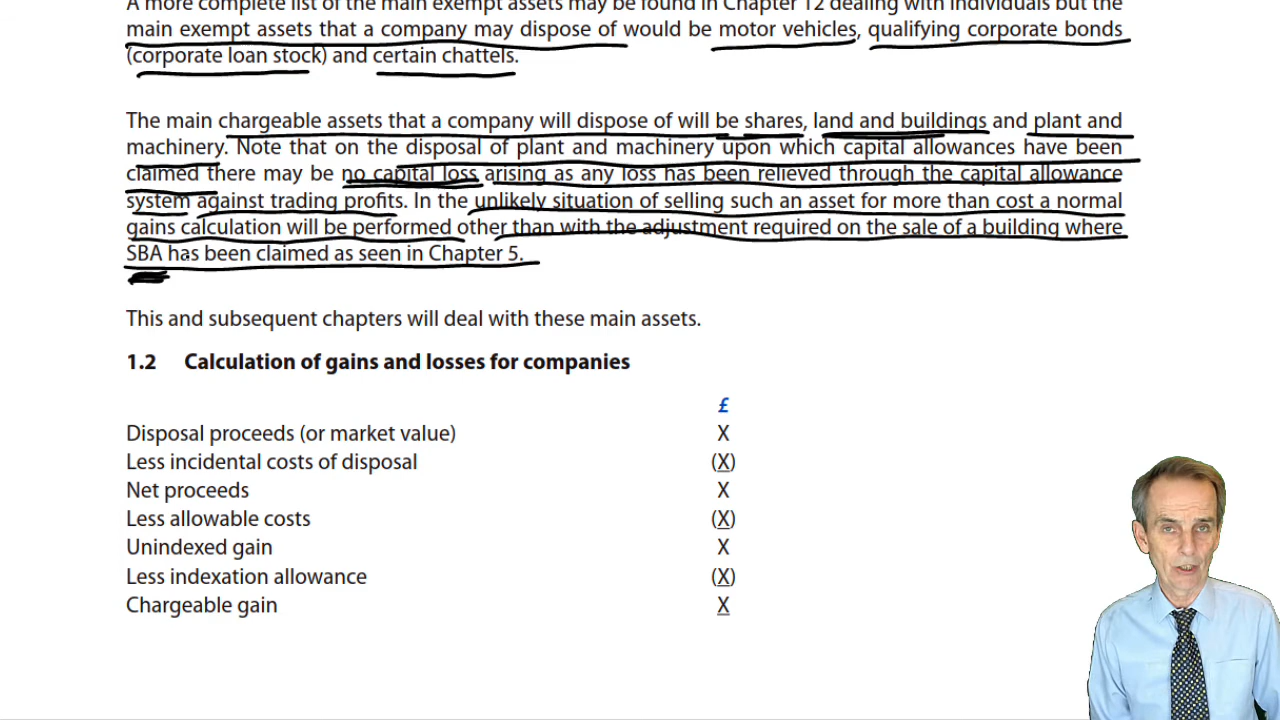 A more complete list of the main exempt assets may be found in Chapter 12 dealing with individuals but the
main exempt assets that a company may dispose of would be motor vehicles, qualifying corporate bonds
(corporate loan stock) and certain chattels.
The main chargeable assets that a company will dispose of will be shares, land and buildings and plant and
machinery. Note that on the disposal of plant and machinery upon which capital allowances have been
claimed there may be no capital loss arising as any loss has been relieved through the capital allowance
system against trading profits. In the unlikely situation of selling such an asset for more than cost a normal
gains calculation will be performed other than with the adjustment required on the sale of a building where
SBA has been claimed as seen in Chapter 5.
This and subsequent chapters will deal with these main assets.
1.2 Calculation of gains and losses for companies
£
Disposal proceeds (or market value) X
Less incidental costs of disposal (X)
Net proceeds X
Less allowable costs (X)
Unindexed gain X
Less indexation allowance (X)
Chargeable gain X